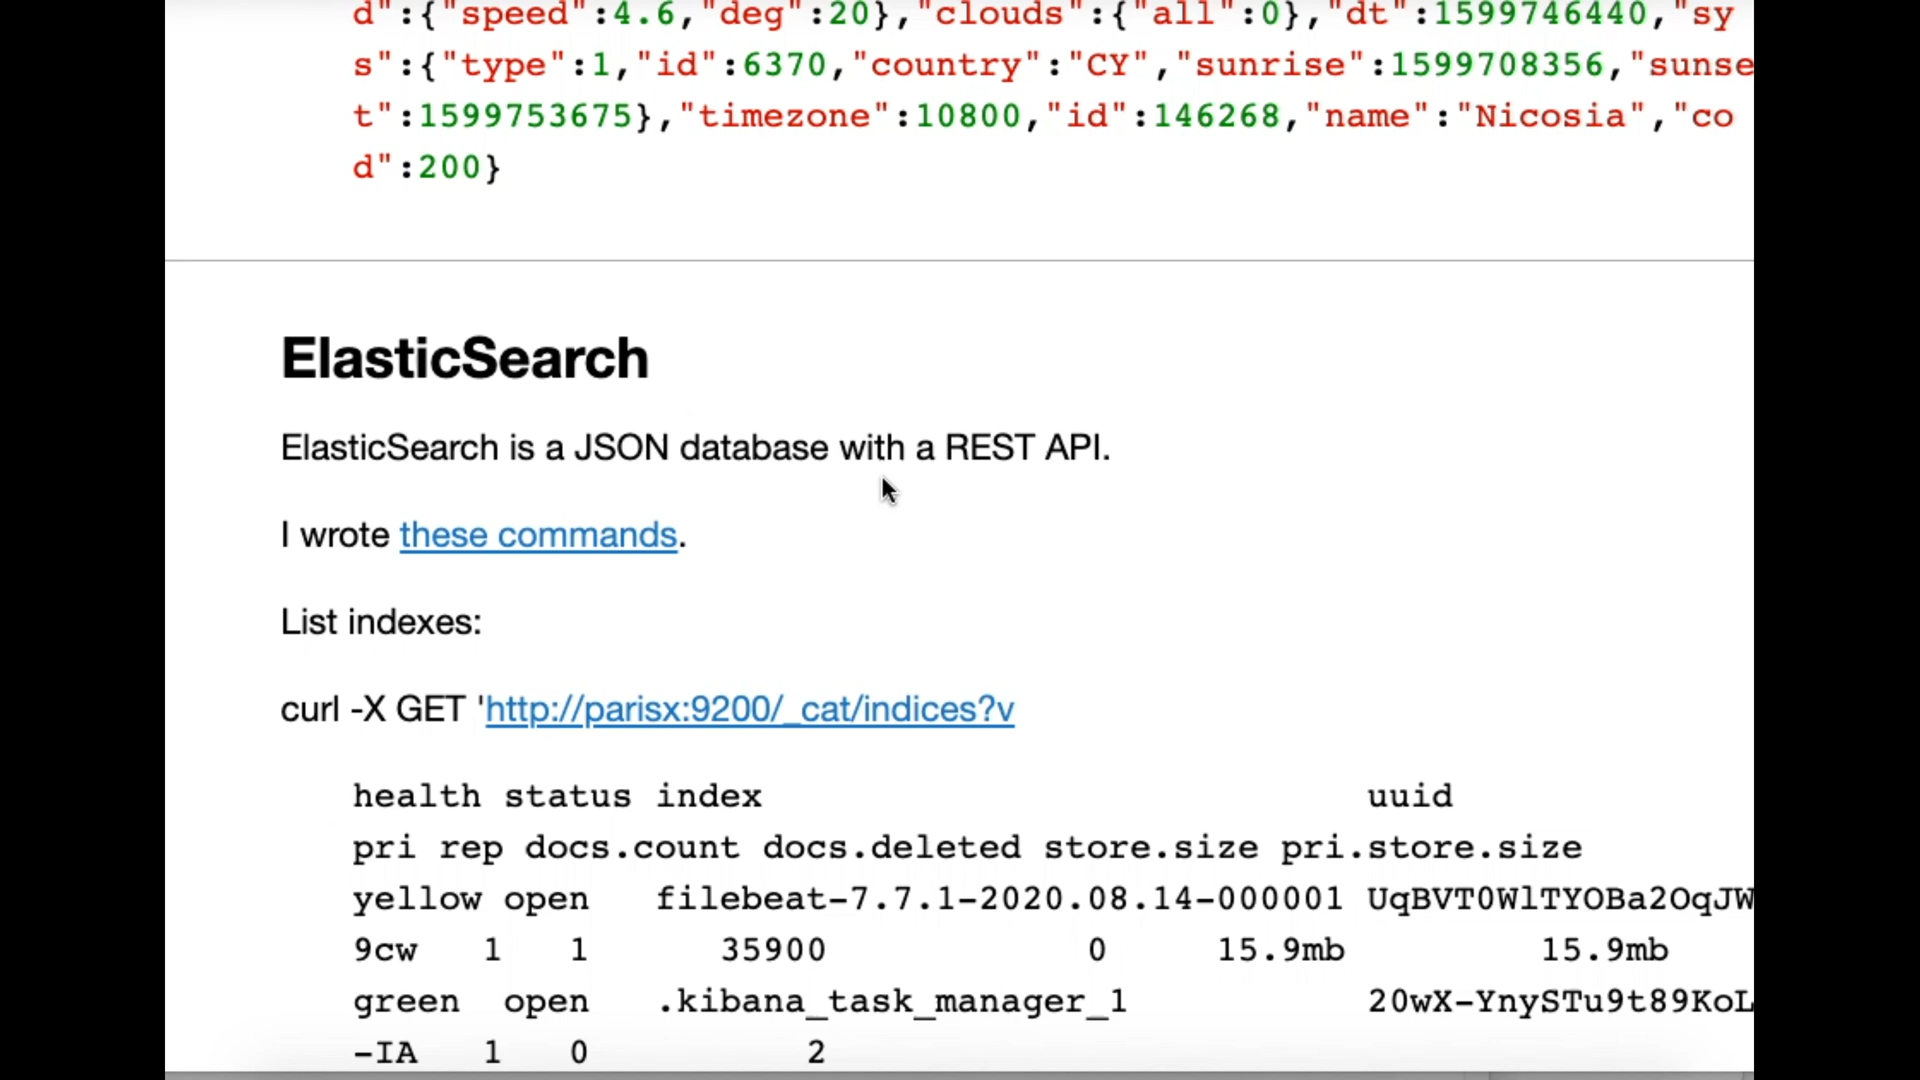 d":{"speed":4.6,"deg":20},"clouds":{"all":0},"dt":1599746440,"sy
s":{"type":1,"id":6370,"country":"CY","sunrise":1599708356,"sunse
t":1599753675},"timezone":10800,"id":146268,"name":"Nicosia","co
d":200}
ElasticSearch
ElasticSearch is a JSON database with a REST API.
I wrote these commands.
List indexes:
curl -X GET 'http://parisx:9200/_cat/indices?v
health status index uuid
pri rep docs.count docs.deleted store.size pri.store.size
yellow open filebeat-7.7.1-2020.08.14-000001 UqBVT0WlTYOBa2OqJW
9cw 1 1 35900 0 15.9mb 15.9mb
green open .kibana_task_manager_1 20wX-YnySTu9t89KoL
-IA 1 0 2